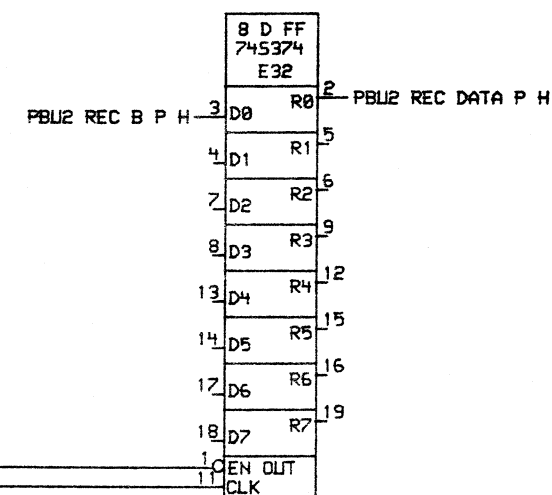 8 D FF
74S374
E32
PBU2 REC B P H 3 D0 R0 2 PBU2 REC DATA P H
4 D1 R1 5
7 D2 R2 6
8 D3 R3 9
13 D4 R4 12
14 D5 R5 15
17 D6 R6 16
18 D7 R7 19
1 EN OUT
11 CLK